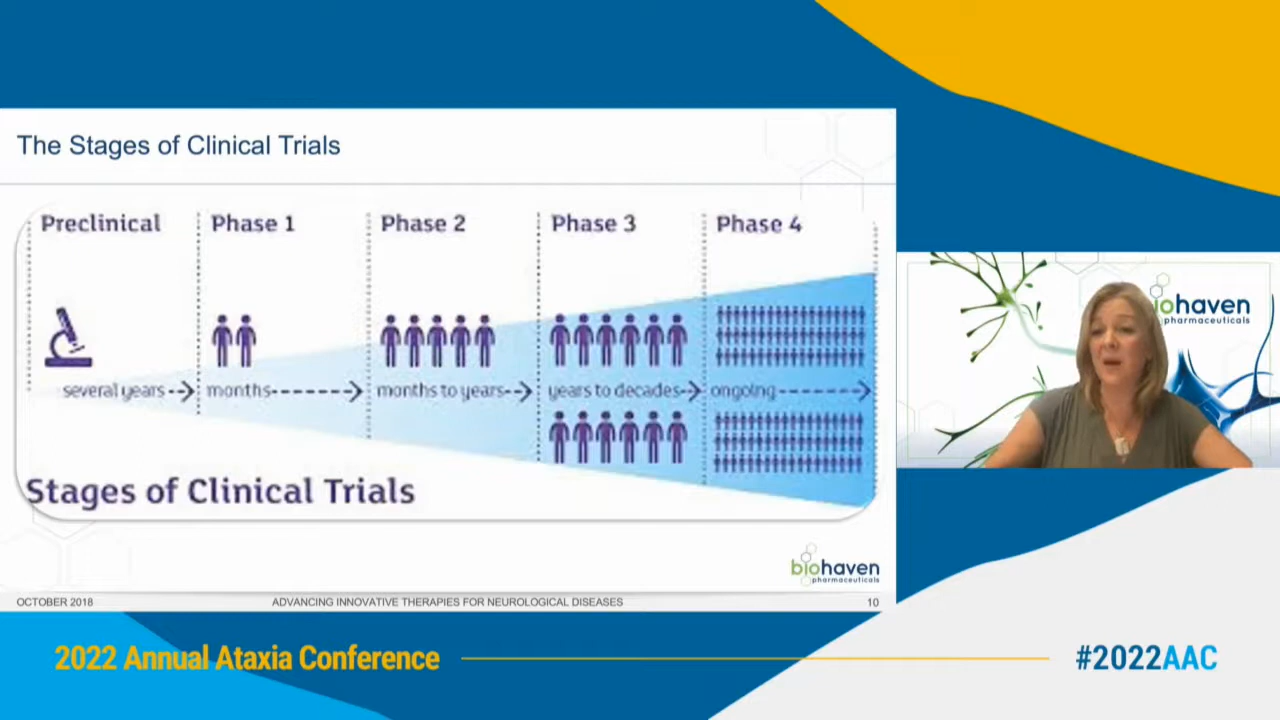 The Stages of Clinical Trials
Preclinical
Phase 1
Phase 2
Phase 3
Phase 4
several years
months
months to years
years to decades
ongoing
Stages of Clinical Trials
biohaven
pharmaceuticals
OCTOBER 2018
ADVANCING INNOVATIVE THERAPIES FOR NEUROLOGICAL DISEASES
10
iohaven
pharmaceuticals
2022 Annual Ataxia Conference
#2022AAC